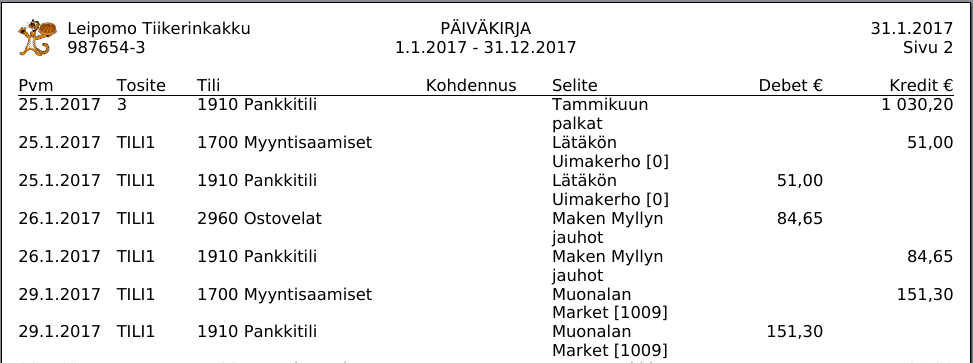 Leipomo Tiikerinkakku PÄIVÄKIRJA 31.1.2017
987654-3 1.1.2017 - 31.12.2017 Sivu 2
Pvm Tosite Tili Kohdennus Selite Debet € Kredit €
25.1.2017 3 1910 Pankkitili Tammikuun 1 030,20
palkat
25.1.2017 TILI1 1700 Myyntisaamiset Lätäkön 51,00
Uimakerho [0]
25.1.2017 TILI1 1910 Pankkitili Lätäkön 51,00
Uimakerho [0]
26.1.2017 TILI1 2960 Ostovelat Maken Myllyn 84,65
jauhot
26.1.2017 TILI1 1910 Pankkitili Maken Myllyn 84,65
jauhot
29.1.2017 TILI1 1700 Myyntisaamiset Muonalan 151,30
Market [1009]
29.1.2017 TILI1 1910 Pankkitili Muonalan 151,30
Market [1009]